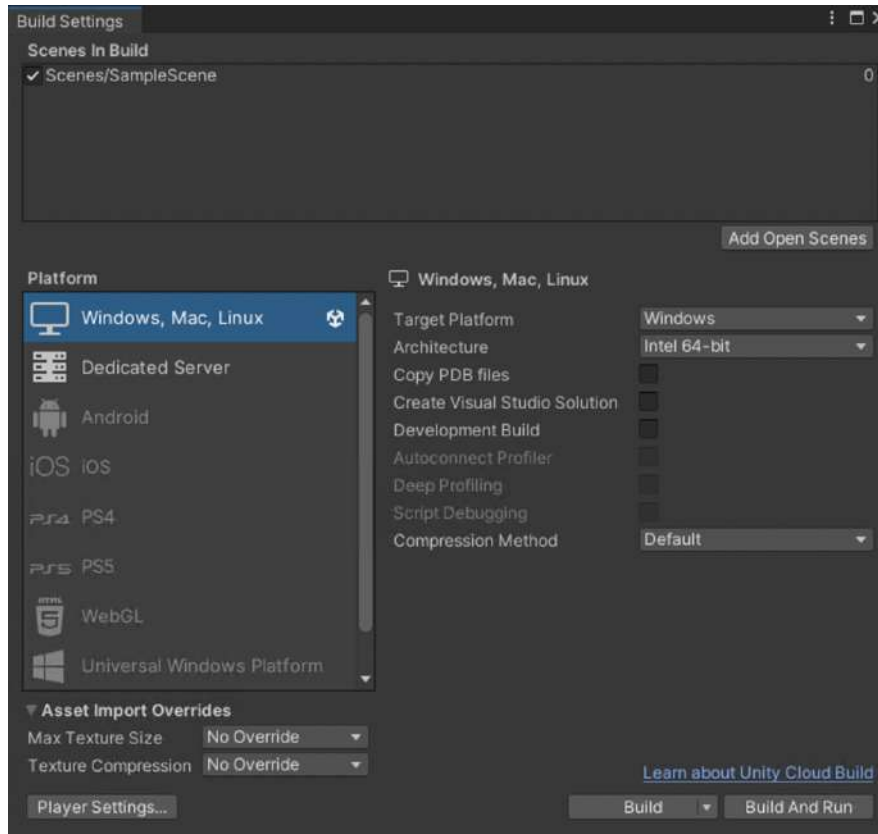 Build Settings
Scenes In Build
Scenes/SampleScene 0
Add Open Scenes
Platform
Windows, Mac, Linux
Dedicated Server
Android
iOS iOS
PS4 PS4
PS5 PS5
HTML 5 WebGL
Universal Windows Platform
Windows, Mac, Linux
Target Platform Windows
Architecture Intel 64-bit
Copy PDB files
Create Visual Studio Solution
Development Build
Autoconnect Profiler
Deep Profiling
Script Debugging
Compression Method Default
Asset Import Overrides
Max Texture Size No Override
Texture Compression No Override
Learn about Unity Cloud Build
Player Settings... Build Build And Run